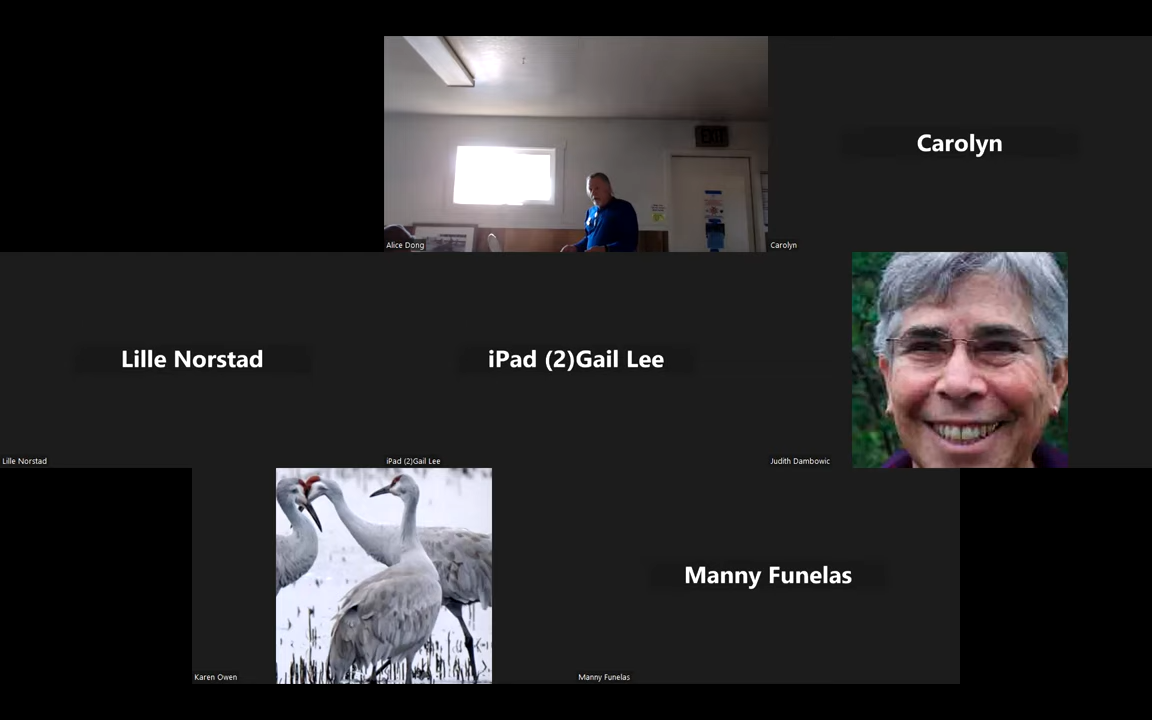 EXIT
Alice Dong
Carolyn
Carolyn
Lille Norstad
Lille Norstad
iPad (2)Gail Lee
iPad (2)Gail Lee
Judith Dambowic
Karen Owen
Manny Funelas
Manny Funelas